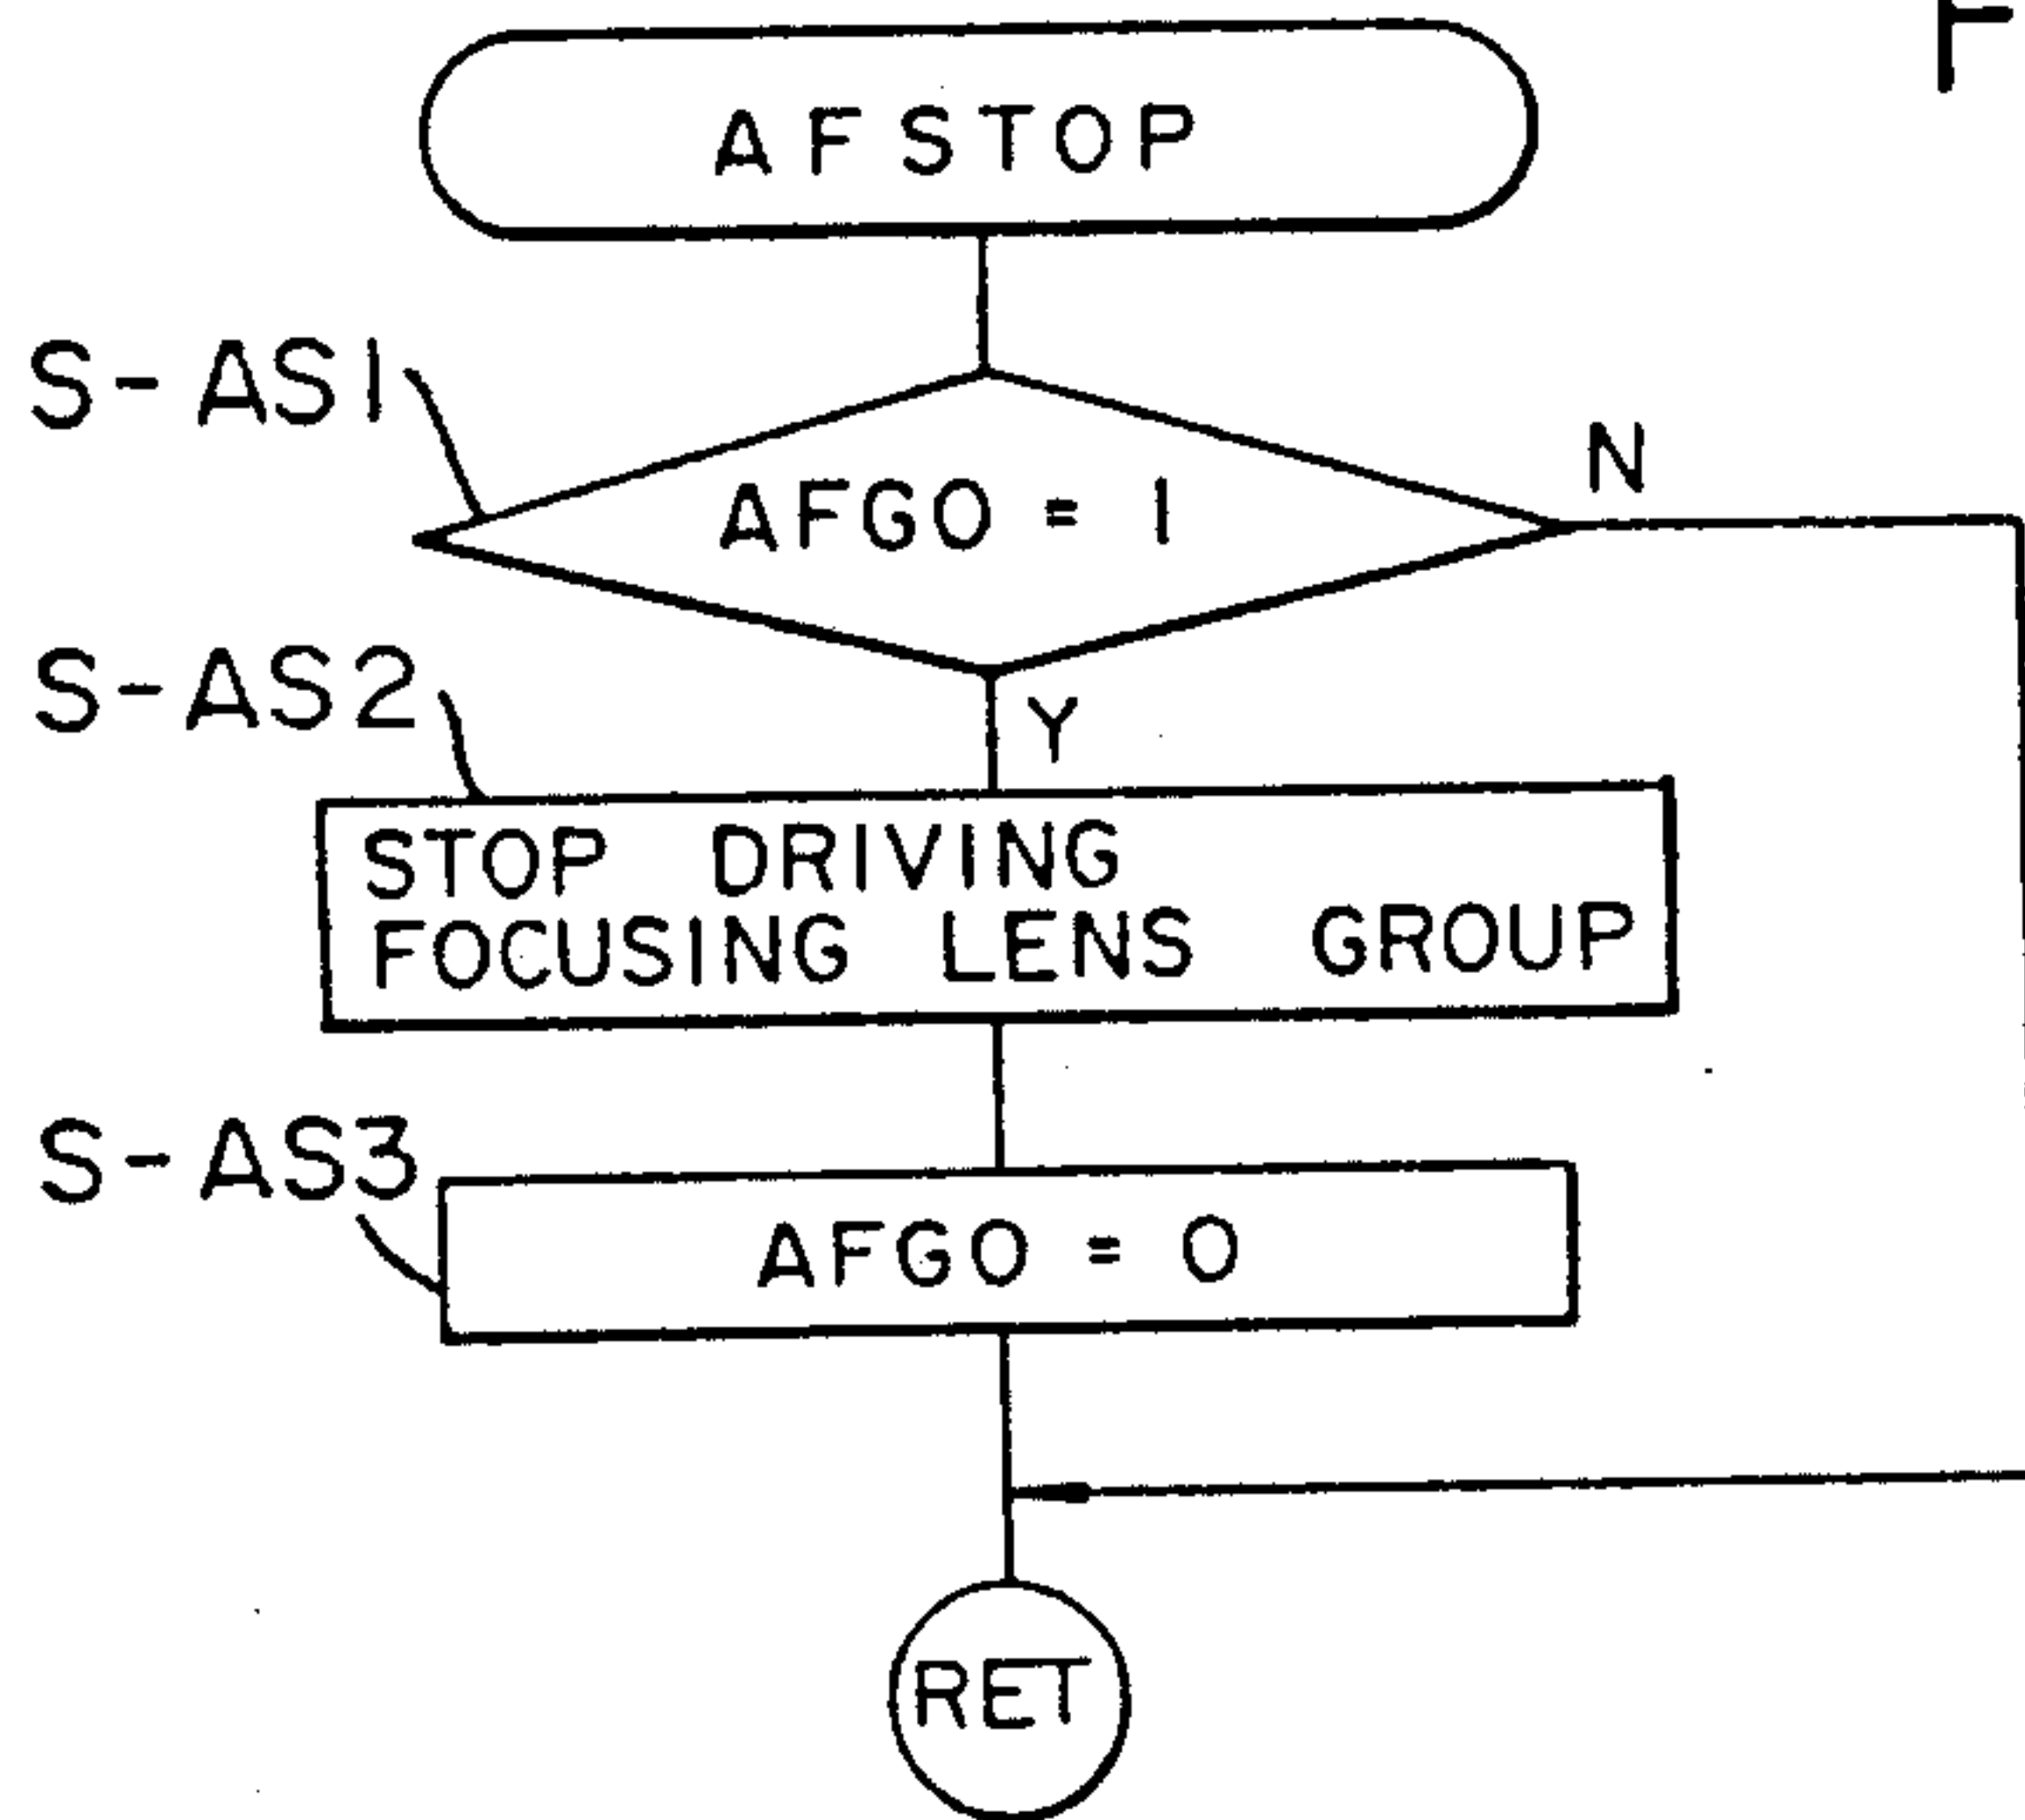 AFSTOP
S-AS1
AFGO = 1
N
S-AS2
Y
STOP DRIVING
FOCUSING LENS GROUP
S-AS3
AFGO = 0
RET